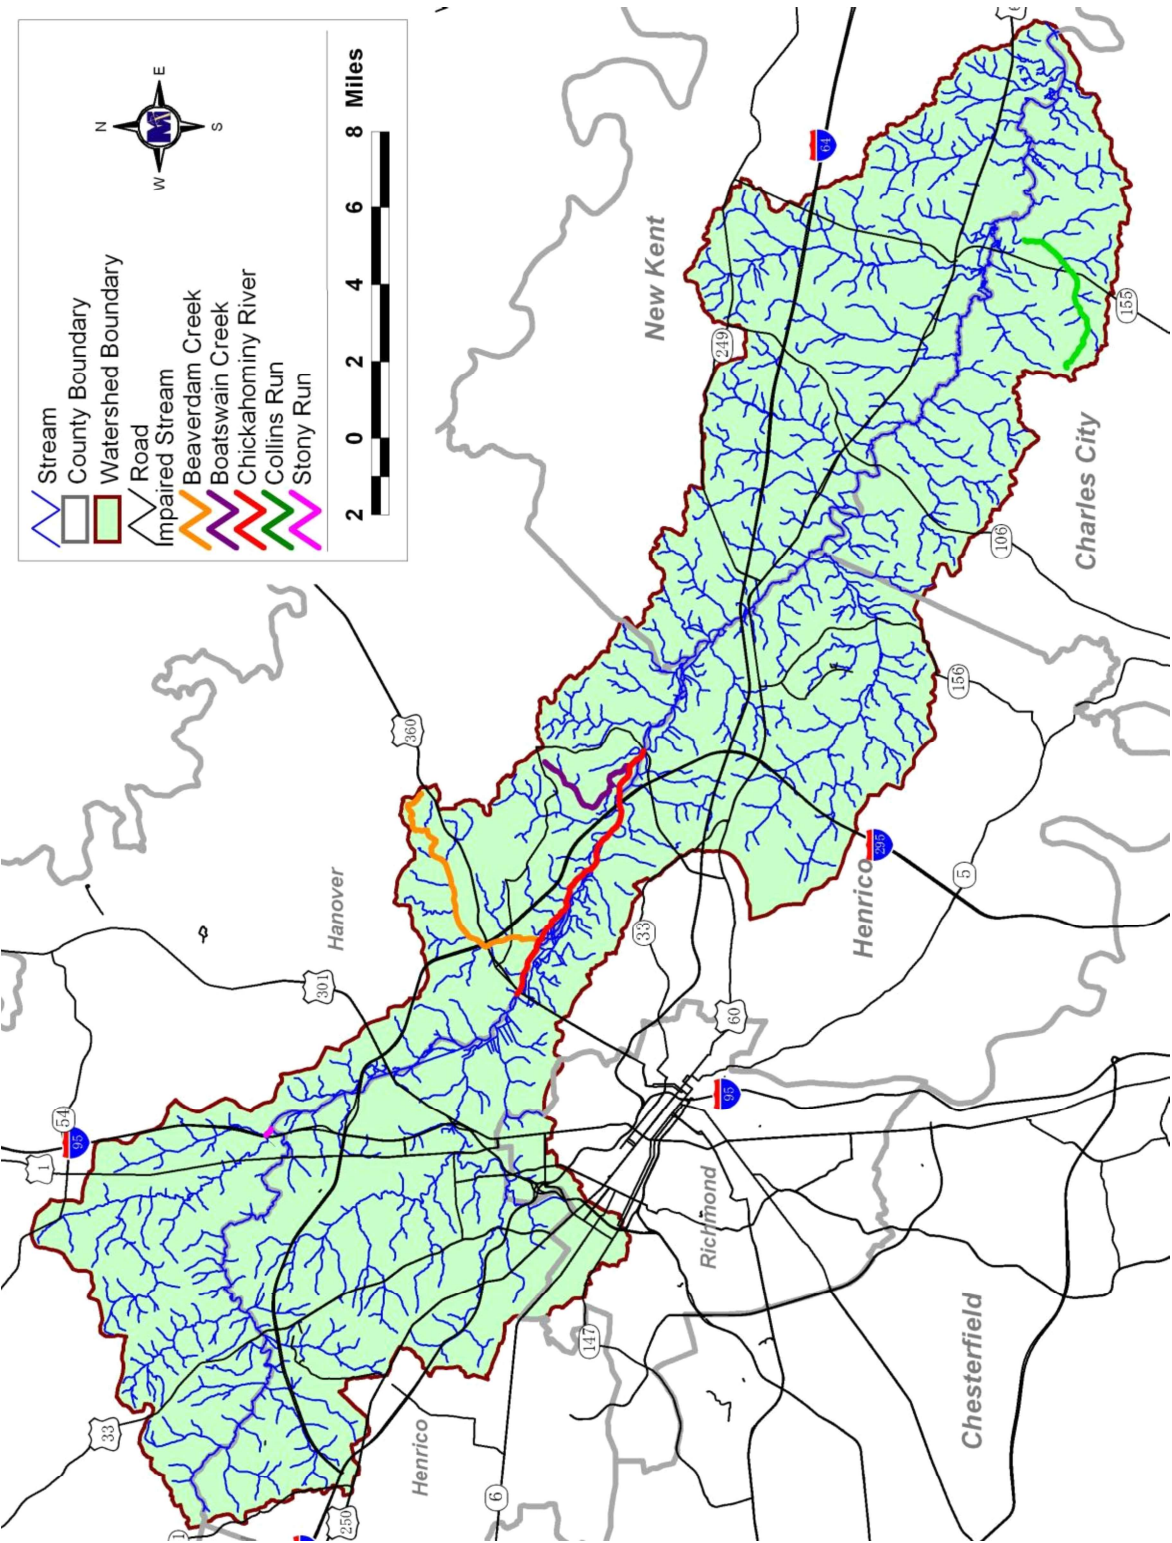 N
W
E
S
Stream
County Boundary
Watershed Boundary
Road
Impaired Stream
Beaverdam Creek
Boatswain Creek
Chickahominy River
Collins Run
Stony Run
2 0 2 4 6 8 Miles
New Kent
Charles City
Hanover
Henrico
Richmond
Chesterfield
Henrico
64
249
155
106
156
360
295
5
33
60
301
95
54
95
1
147
33
6
250